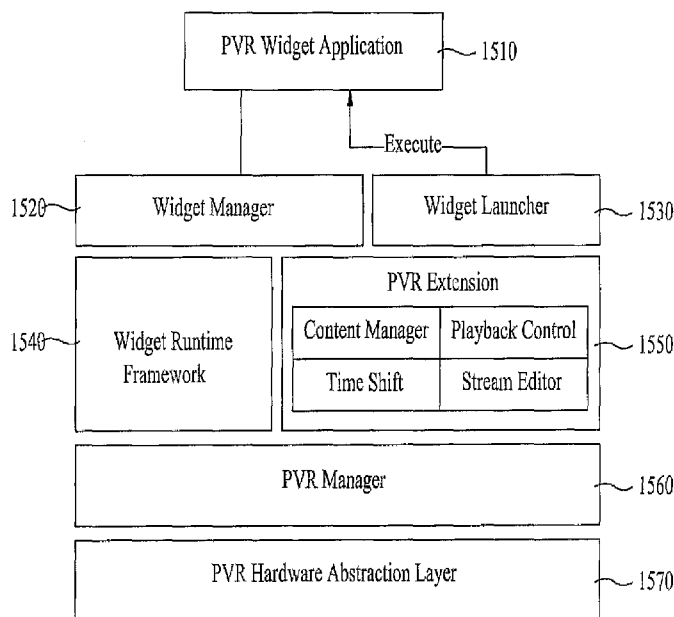 PVR Widget Application
1510
Execute
1520
Widget Manager
Widget Launcher
1530
PVR Extension
1540
Widget Runtime
Framework
Content Manager
Playback Control
1550
Time Shift
Stream Editor
PVR Manager
1560
PVR Hardware Abstraction Layer
1570